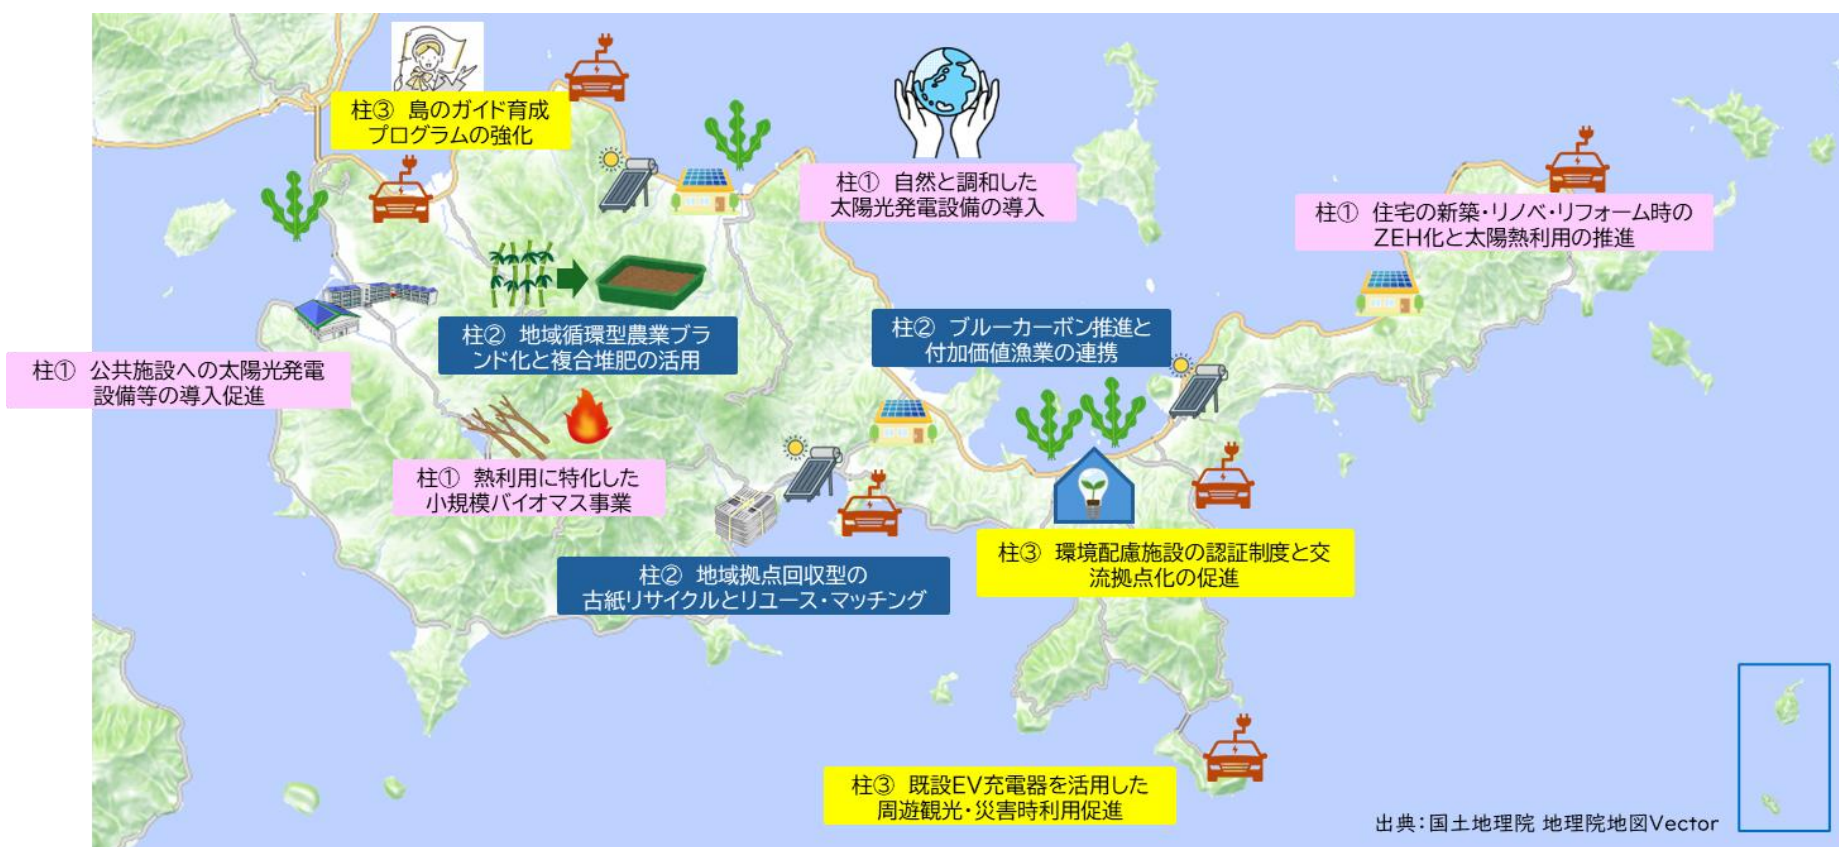 柱③ 島のガイド育成
プログラムの強化
柱① 自然と調和した
太陽光発電設備の導入
柱① 住宅の新築・リノベ・リフォーム時の
ZEH化と太陽熱利用の推進
柱② 地域循環型農業ブラ
ンド化と複合堆肥の活用
柱② ブルーカーボン推進と
付加価値漁業の連携
柱① 公共施設への太陽光発電
設備等の導入促進
柱① 熱利用に特化した
小規模バイオマス事業
柱② 地域拠点回収型の
古紙リサイクルとリユース・マッチング
柱③ 環境配慮施設の認証制度と交
流拠点化の促進
柱③ 既設EV充電器を活用した
周遊観光・災害時利用促進
出典:国土地理院 地理院地図Vector